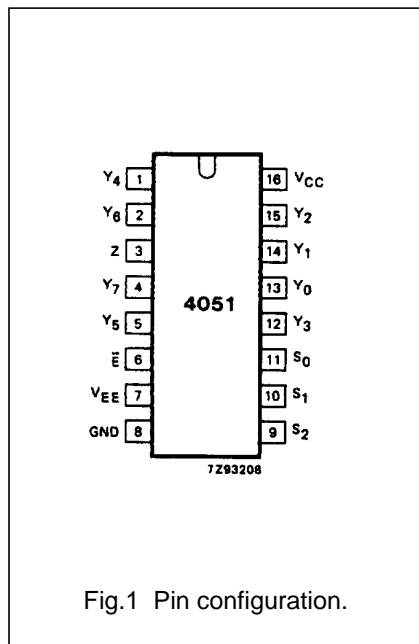 Y4 1 16 VCC
Y6 2 15 Y2
Z 3 14 Y1
Y7 4 13 Y0
4051
Y5 5 12 Y3
E̅ 6 11 S0
VEE 7 10 S1
GND 8 9 S2
7Z93208
Fig.1 Pin configuration.